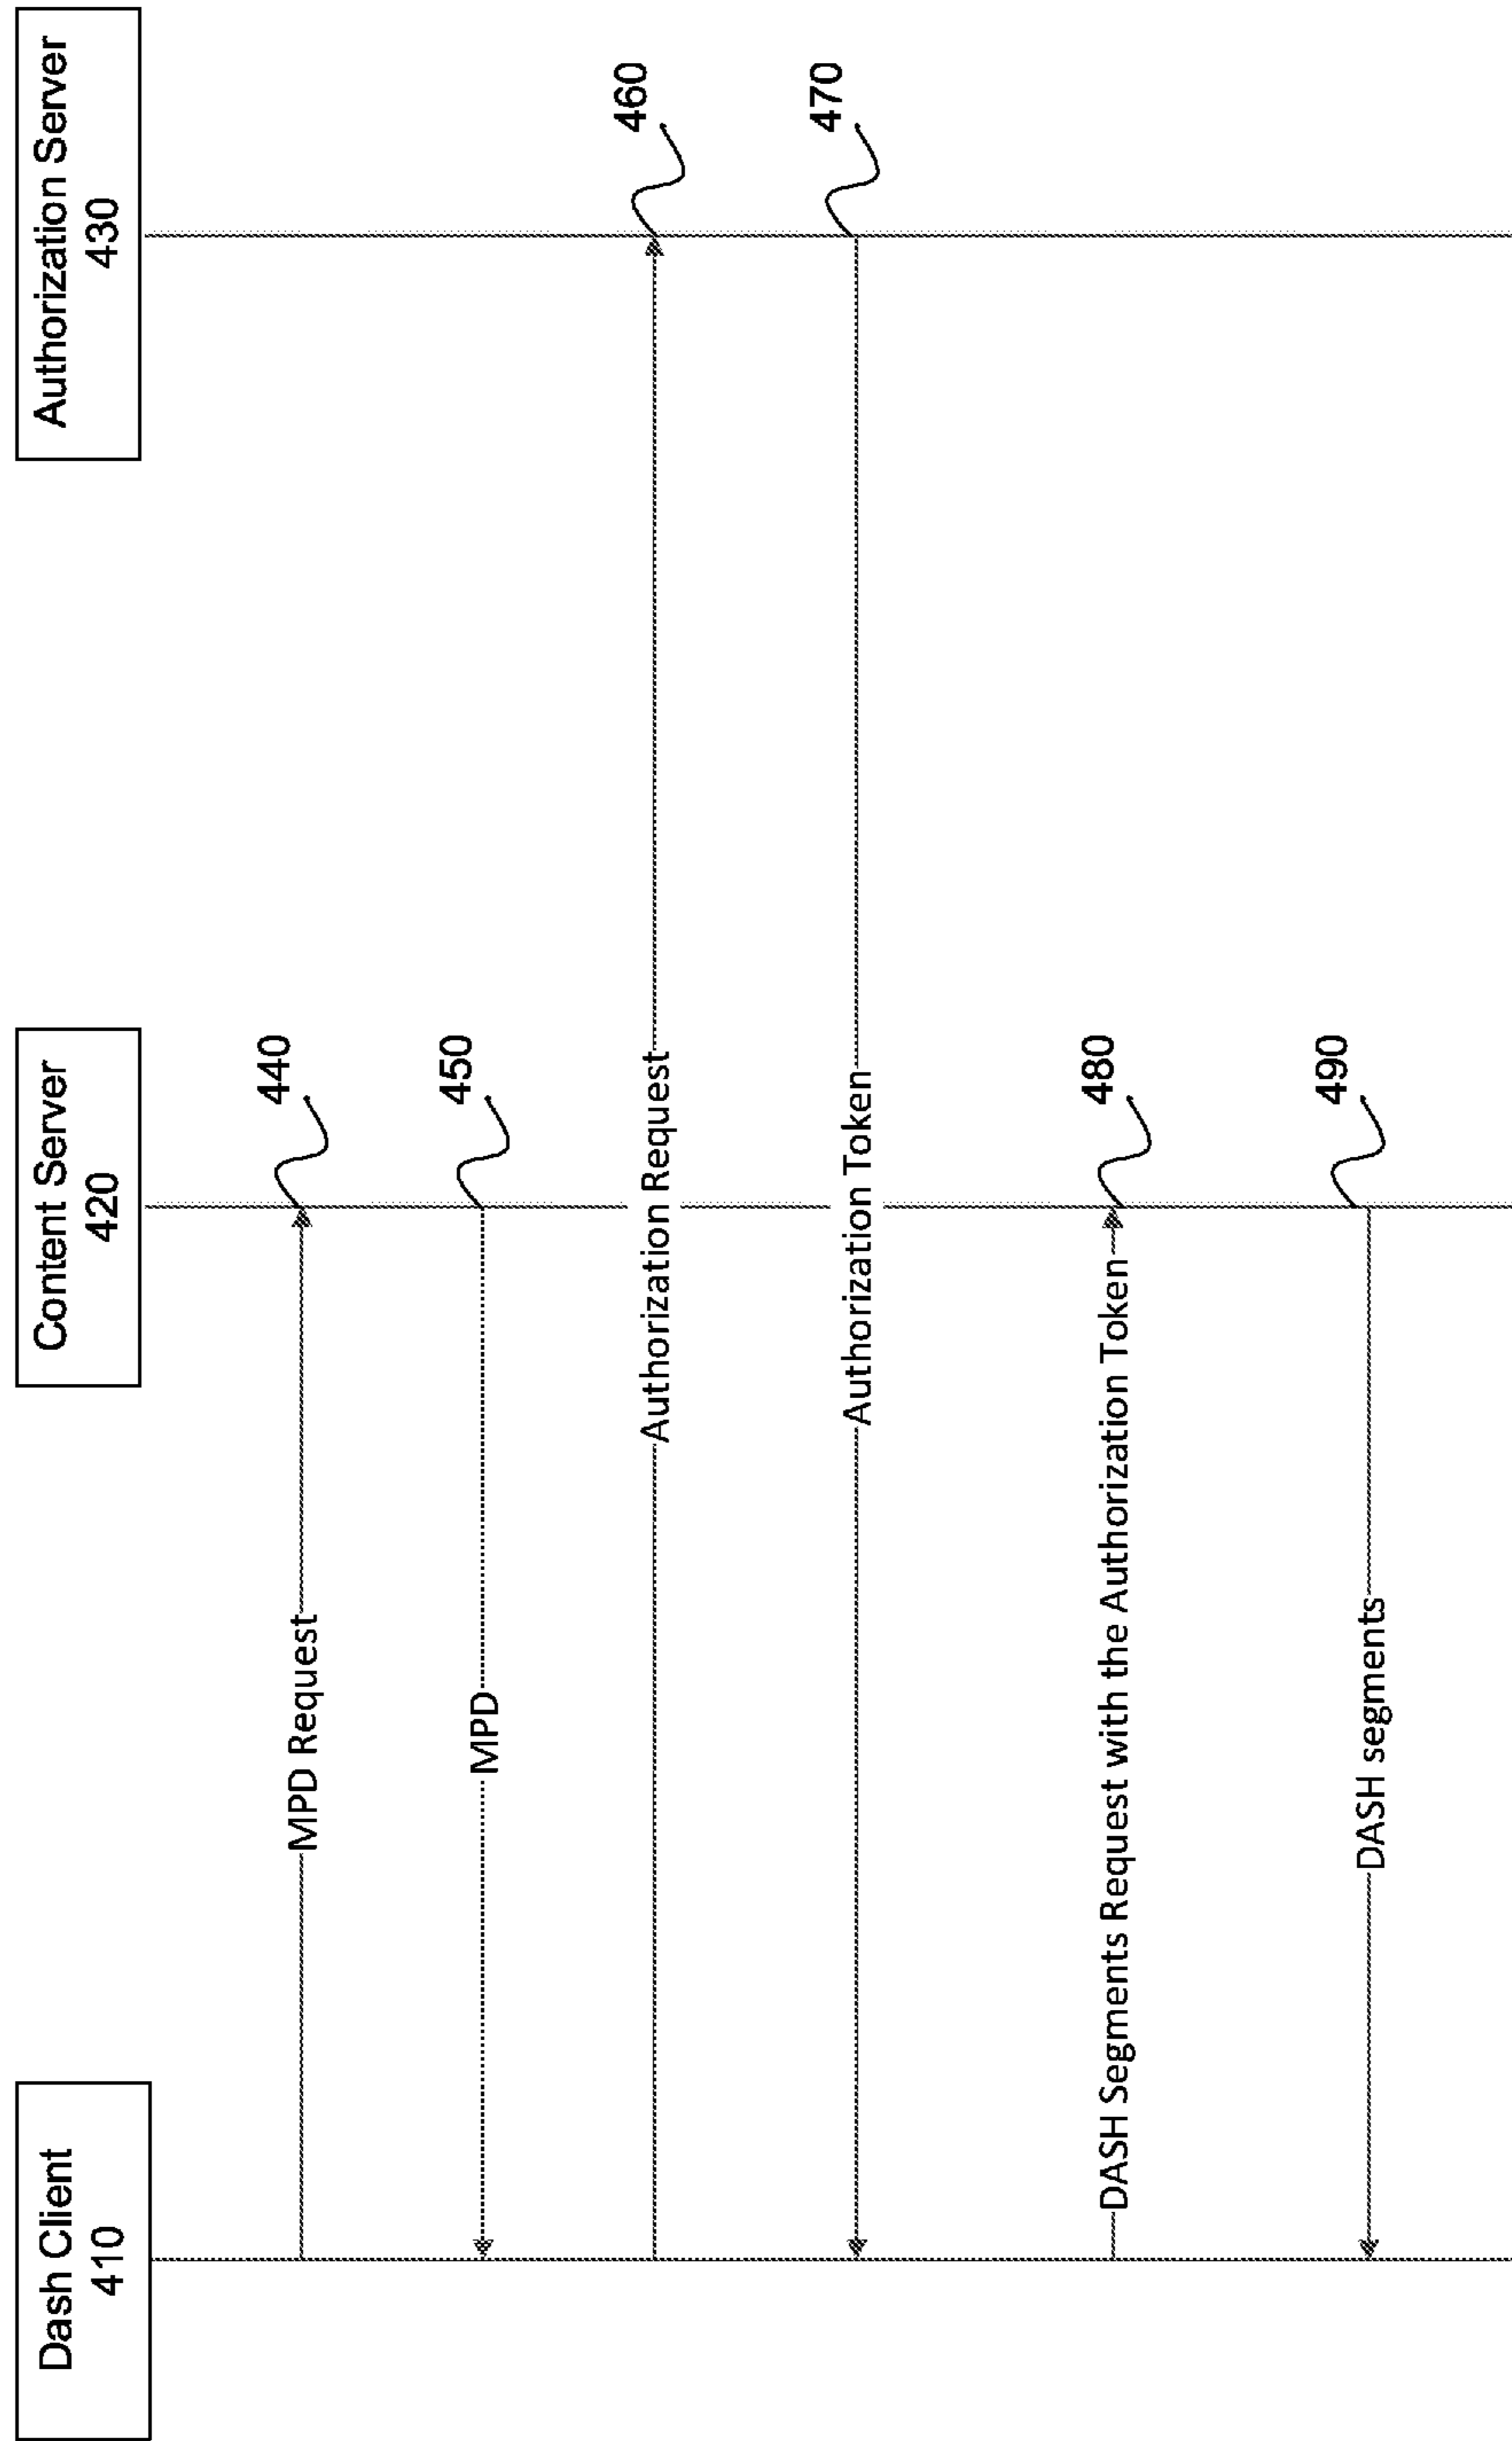 Dash Client
410
Content Server
420
Authorization Server
430
MPD Request
440
MPD
450
Authorization Request
460
Authorization Token
470
DASH Segments Request with the Authorization Token
480
DASH segments
490